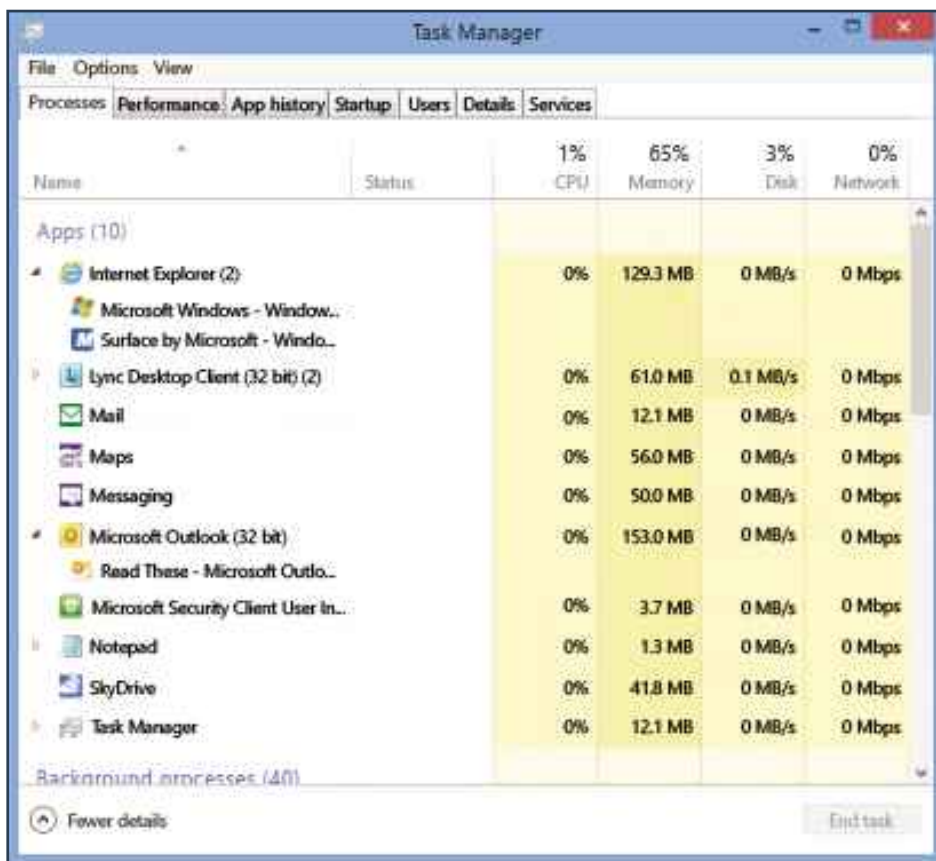 Task Manager
File Options View
Processes Performance App history Startup Users Details Services
1% 65% 3% 0%
Name Status CPU Memory Disk Network
Apps (10)
Internet Explorer (2) 0% 129.3 MB 0 MB/s 0 Mbps
Microsoft Windows - Window...
Surface by Microsoft - Windo...
Lync Desktop Client (32 bit) (2) 0% 61.0 MB 0.1 MB/s 0 Mbps
Mail 0% 12.1 MB 0 MB/s 0 Mbps
Maps 0% 56.0 MB 0 MB/s 0 Mbps
Messaging 0% 50.0 MB 0 MB/s 0 Mbps
Microsoft Outlook (32 bit) 0% 153.0 MB 0 MB/s 0 Mbps
Read These - Microsoft Outlo...
Microsoft Security Client User In... 0% 3.7 MB 0 MB/s 0 Mbps
Notepad 0% 1.3 MB 0 MB/s 0 Mbps
SkyDrive 0% 41.8 MB 0 MB/s 0 Mbps
Task Manager 0% 12.1 MB 0 MB/s 0 Mbps
Background processes (40)
Fewer details End task